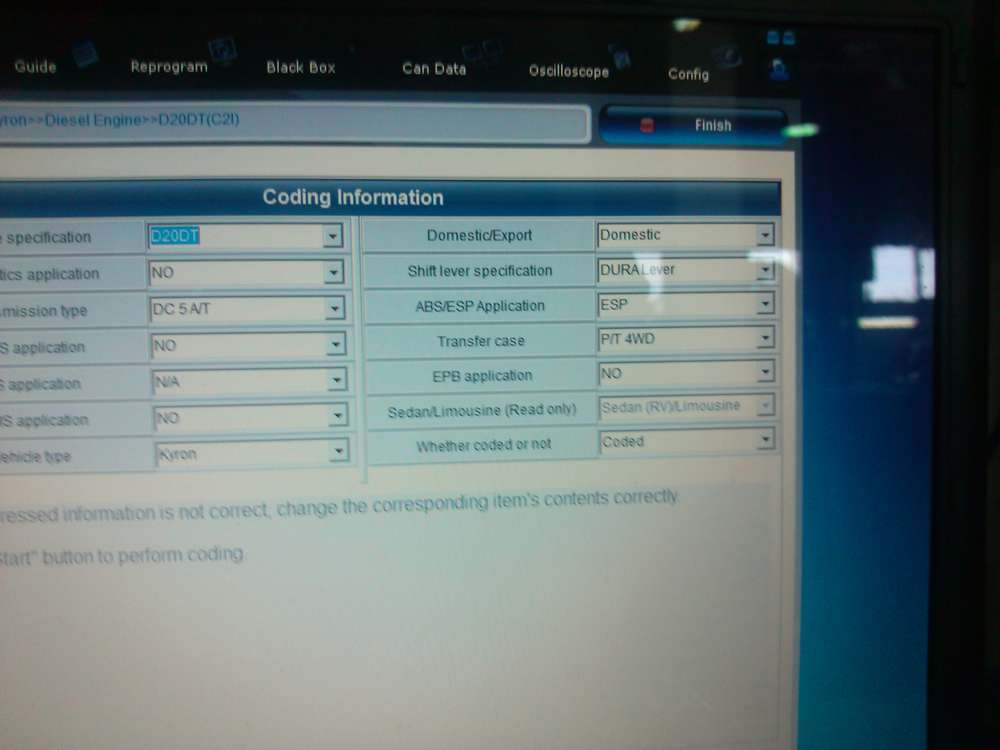 Guide Reprogram Black Box Can Data Oscilloscope Config
yron>>Diesel Engine>>D20DT(C2I) Finish
Coding Information
specification D20DT Domestic/Export Domestic
tics application NO Shift lever specification DURA Lever
mission type DC 5 A/T ABS/ESP Application ESP
S application NO Transfer case P/T 4WD
S application N/A EPB application NO
/S application NO Sedan/Limousine (Read only) Sedan (RV)/Limousine
ehicle type Kyron Whether coded or not Coded
ressed information is not correct, change the corresponding item's contents correctly.
Start" button to perform coding.